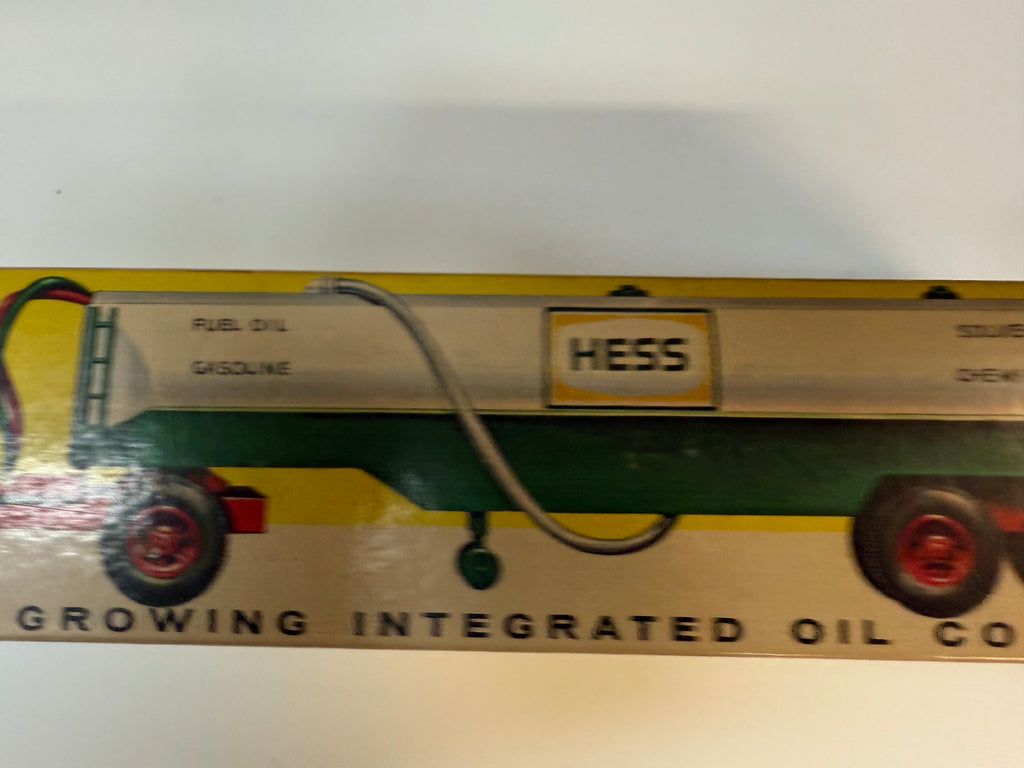 FUEL OIL
GASOLINE
HESS
GROWING INTEGRATED OIL CO